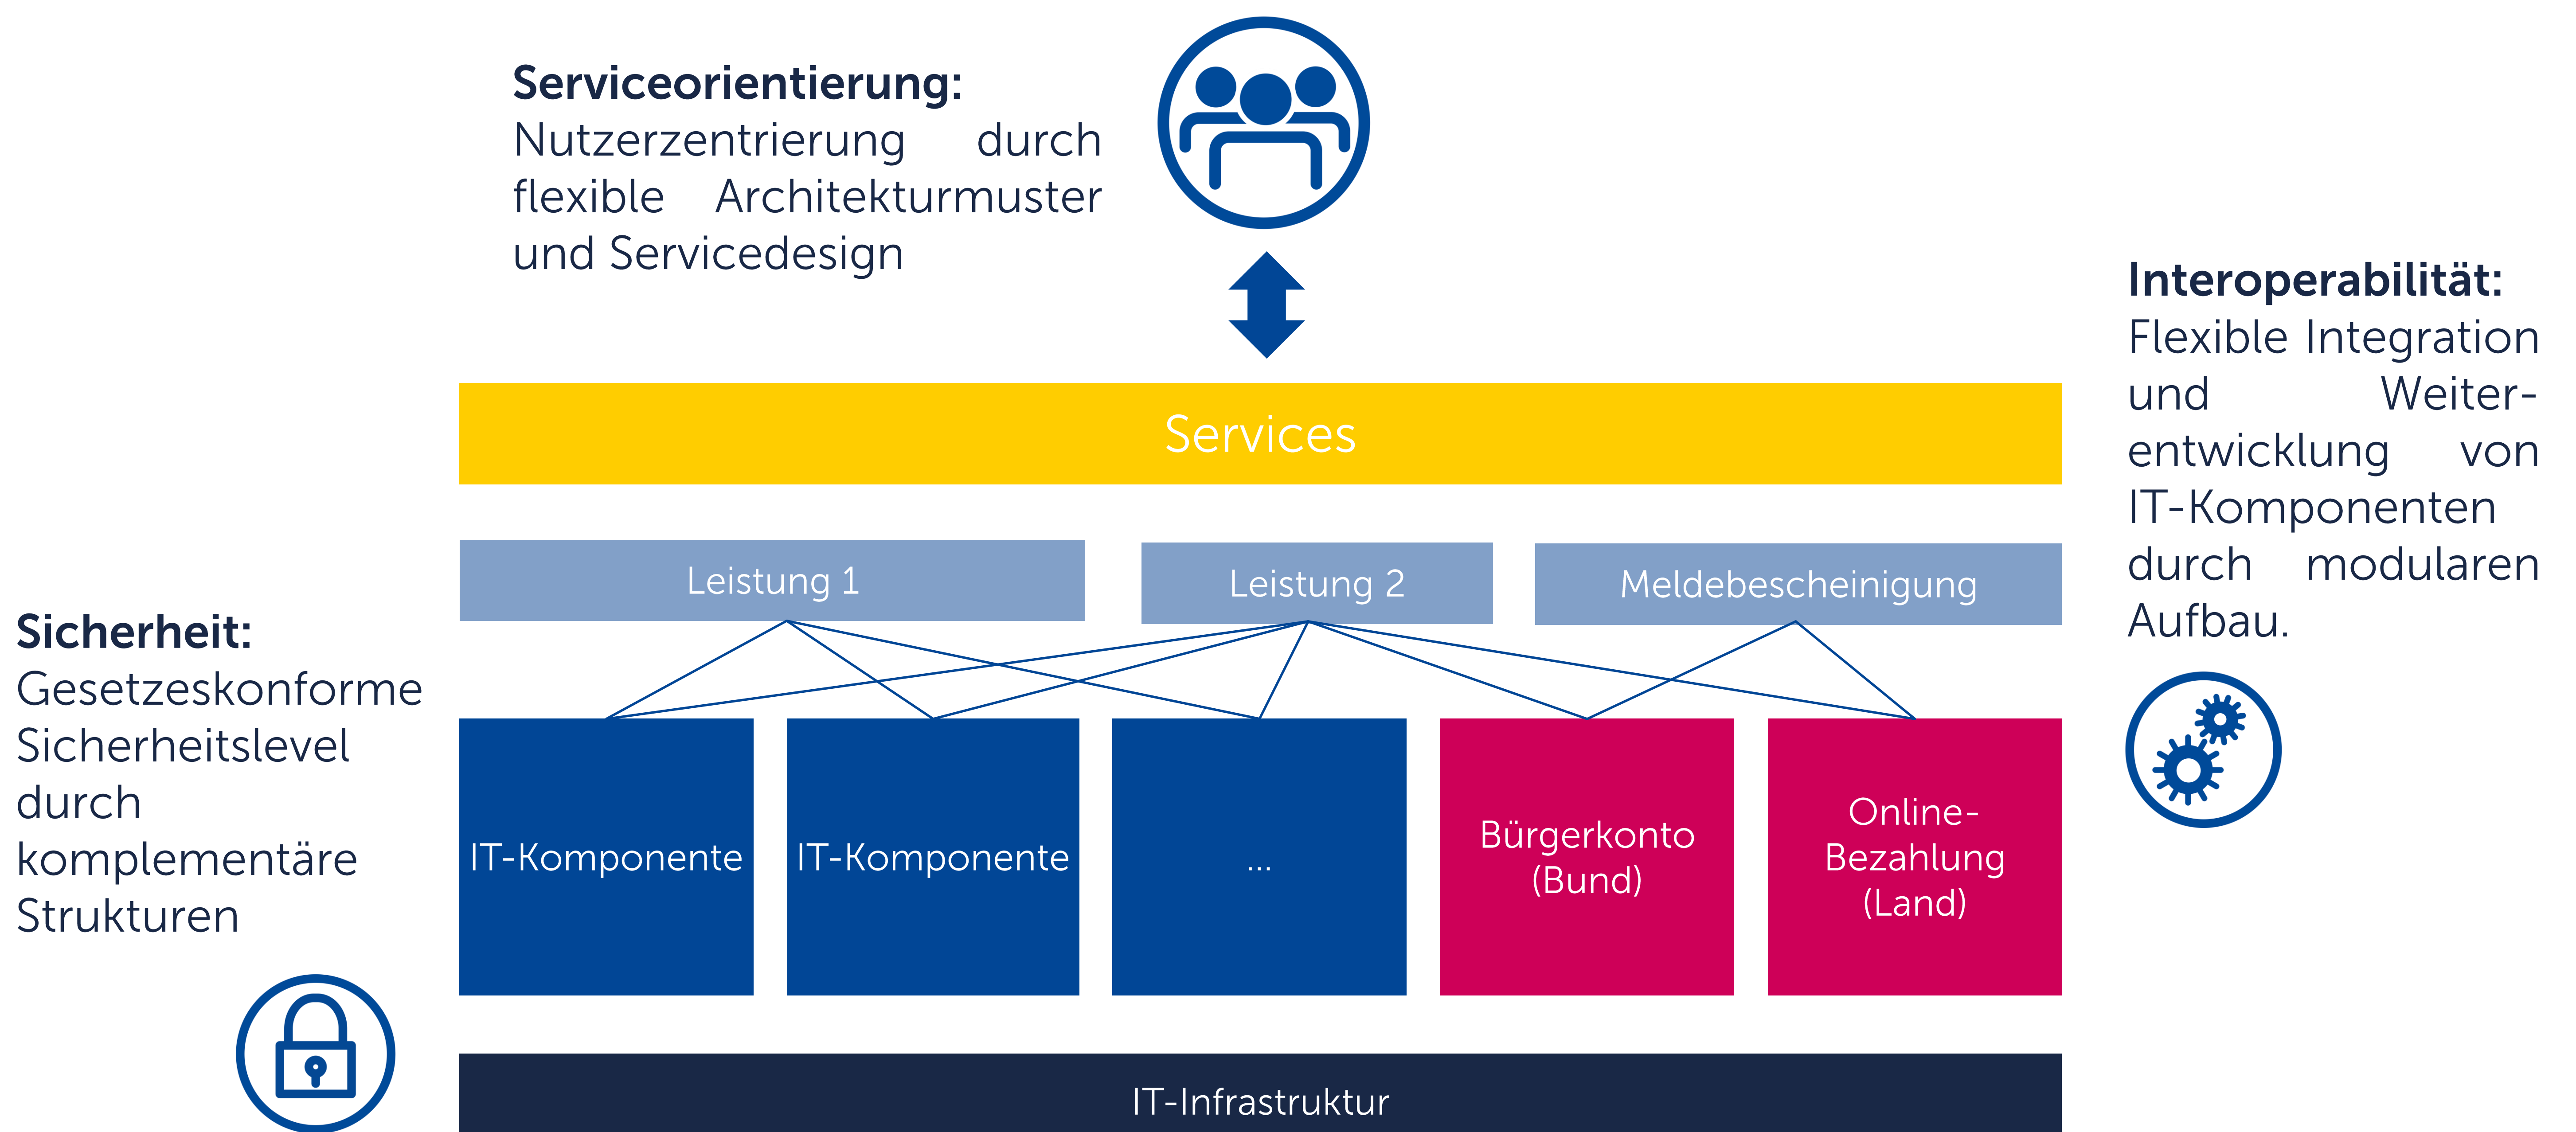 Serviceorientierung:
Nutzerzentrierung durch
flexible Architekturmuster
und Servicedesign
Interoperabilität:
Flexible Integration
und Weiter-
entwicklung von
IT-Komponenten
durch modularen
Aufbau.
Services
Leistung 1
Leistung 2
Meldebescheinigung
Sicherheit:
Gesetzeskonforme
Sicherheitslevel
durch
komplementäre
Strukturen
IT-Komponente
IT-Komponente
...
Bürgerkonto
(Bund)
Online-
Bezahlung
(Land)
IT-Infrastruktur